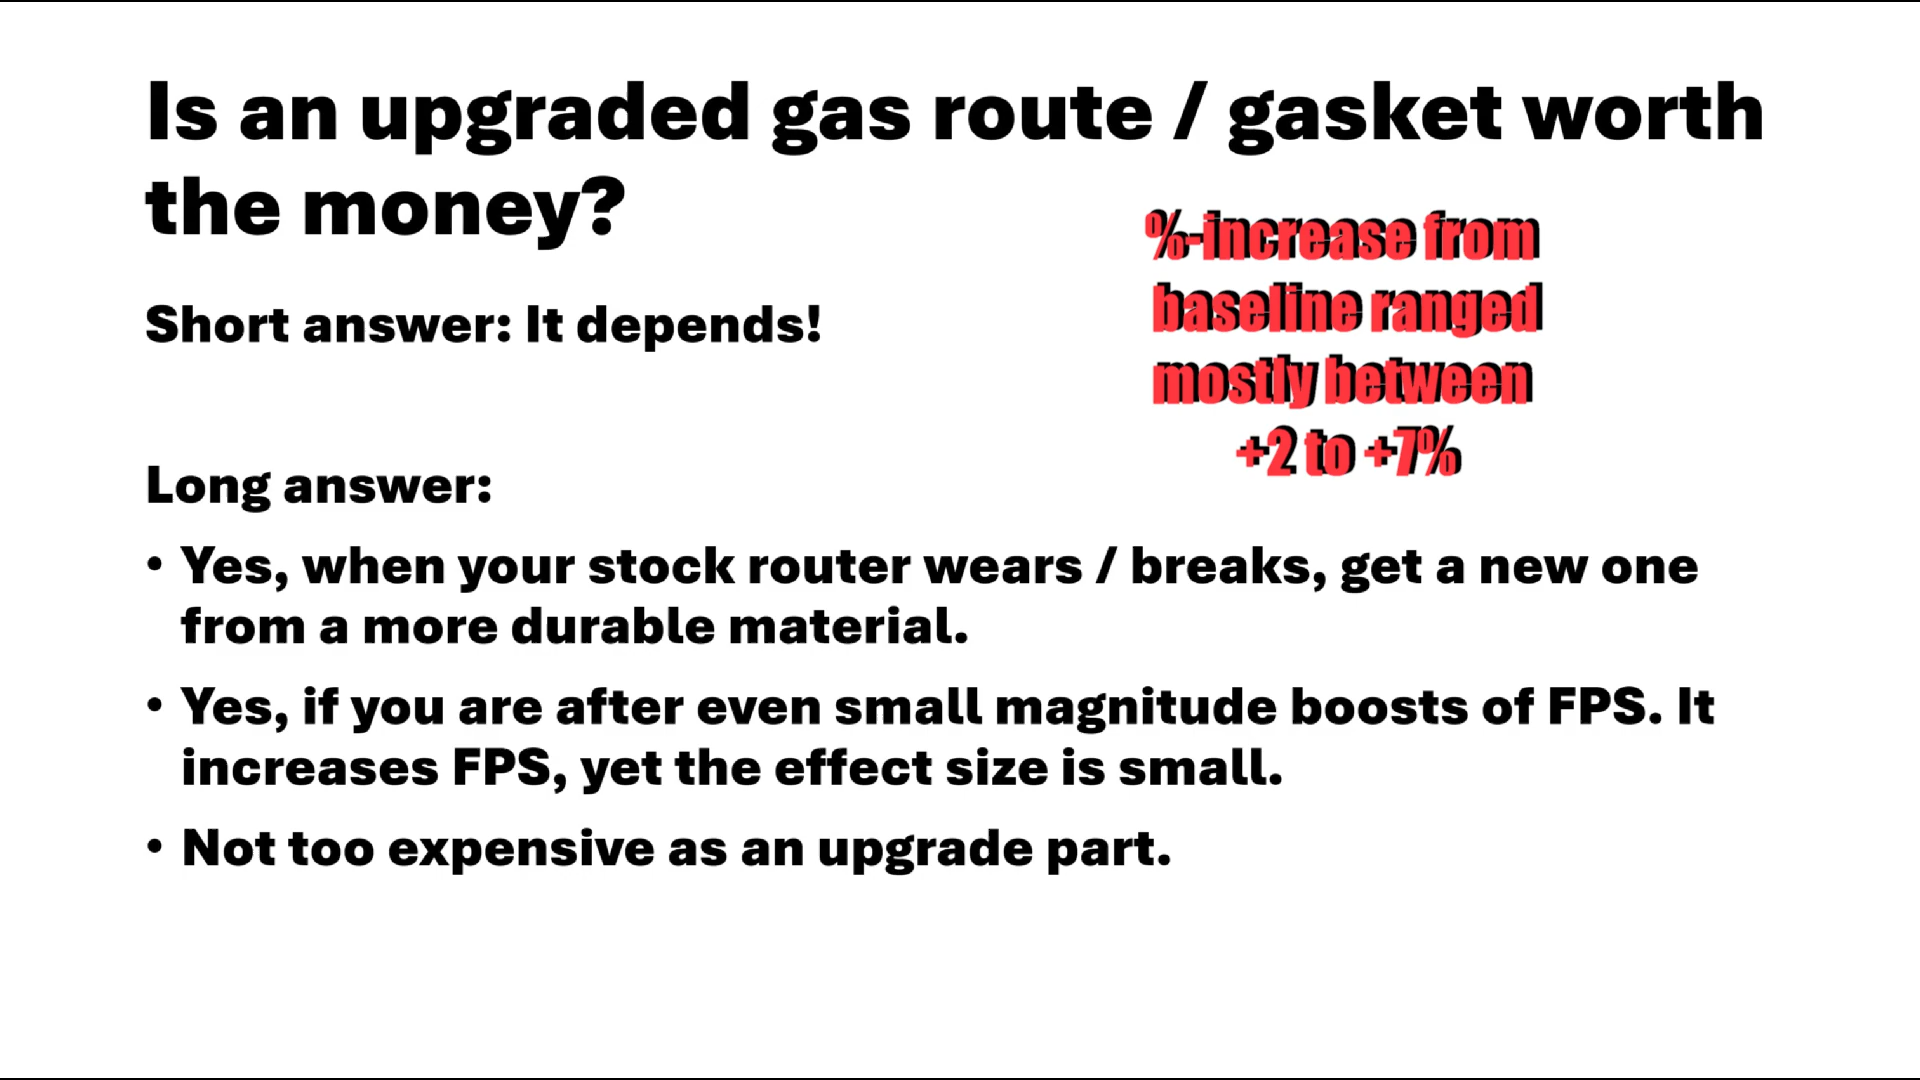 Is an upgraded gas route / gasket worth
the money?
%-increase from
baseline ranged
mostly between
+2 to +7%
Short answer: It depends!
Long answer:
• Yes, when your stock router wears / breaks, get a new one
from a more durable material.
• Yes, if you are after even small magnitude boosts of FPS. It
increases FPS, yet the effect size is small.
• Not too expensive as an upgrade part.